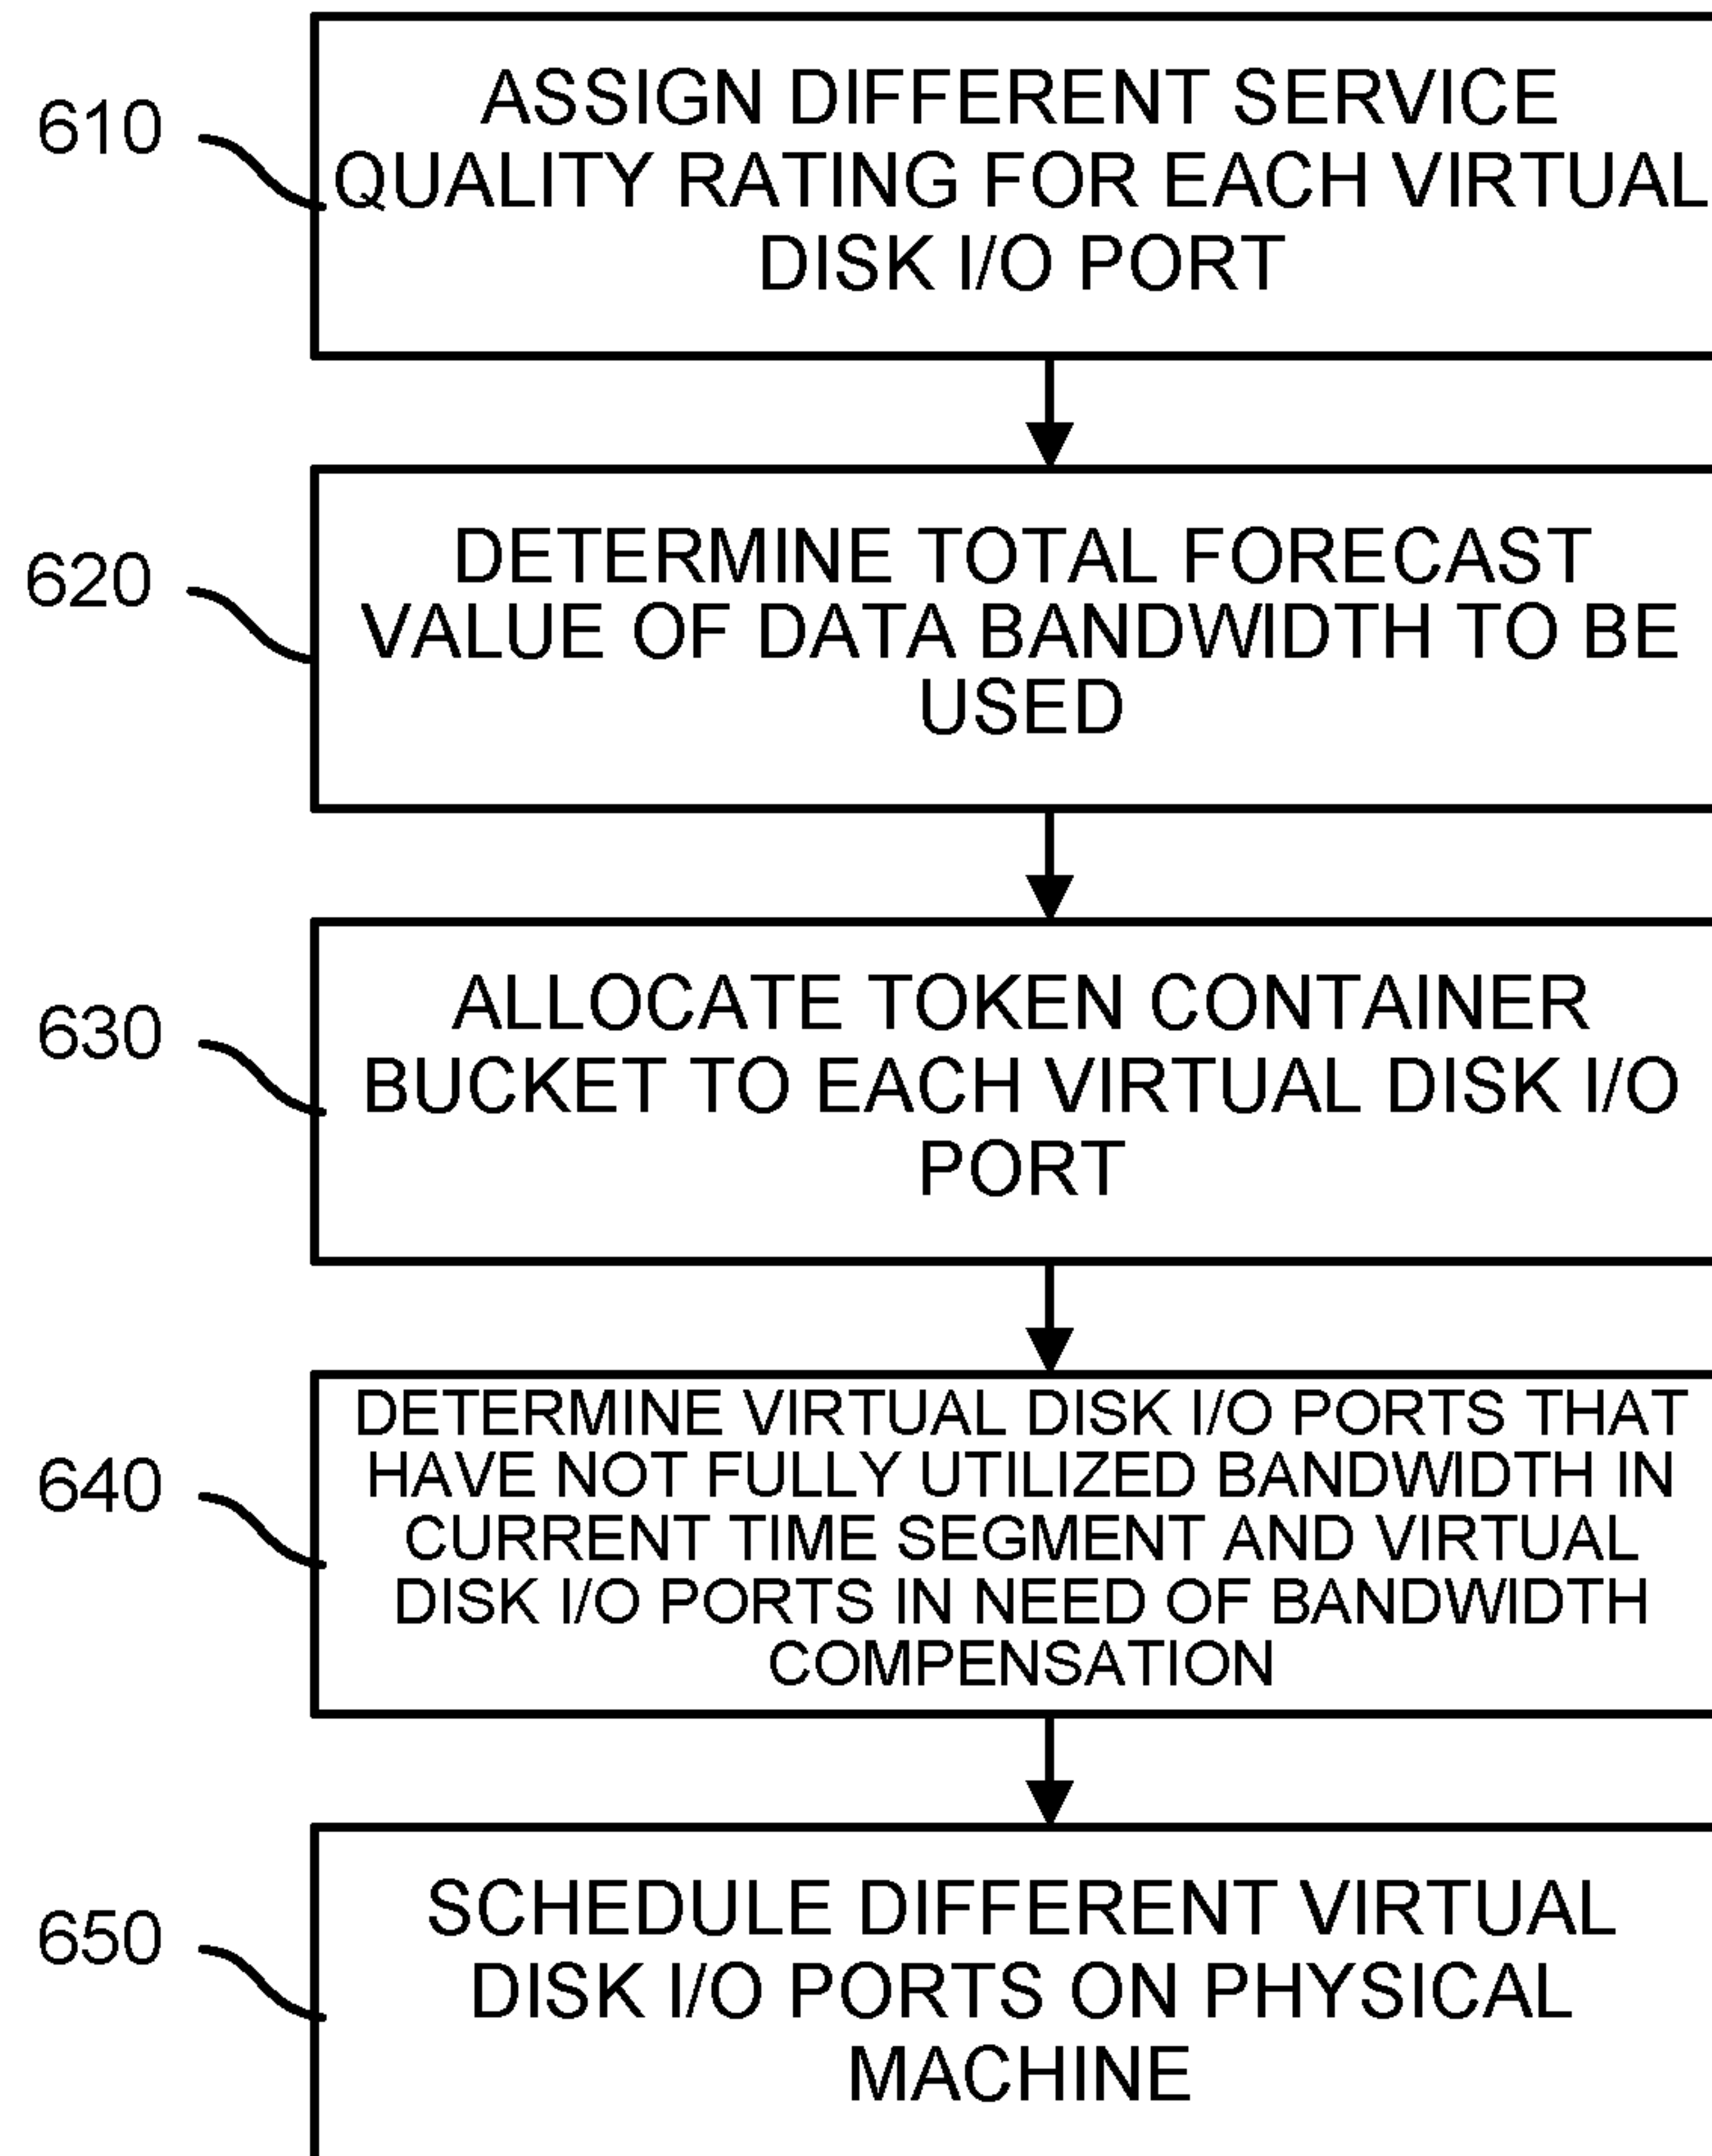 610
ASSIGN DIFFERENT SERVICE
QUALITY RATING FOR EACH VIRTUAL
DISK I/O PORT
620
DETERMINE TOTAL FORECAST
VALUE OF DATA BANDWIDTH TO BE
USED
630
ALLOCATE TOKEN CONTAINER
BUCKET TO EACH VIRTUAL DISK I/O
PORT
640
DETERMINE VIRTUAL DISK I/O PORTS THAT
HAVE NOT FULLY UTILIZED BANDWIDTH IN
CURRENT TIME SEGMENT AND VIRTUAL
DISK I/O PORTS IN NEED OF BANDWIDTH
COMPENSATION
650
SCHEDULE DIFFERENT VIRTUAL
DISK I/O PORTS ON PHYSICAL
MACHINE